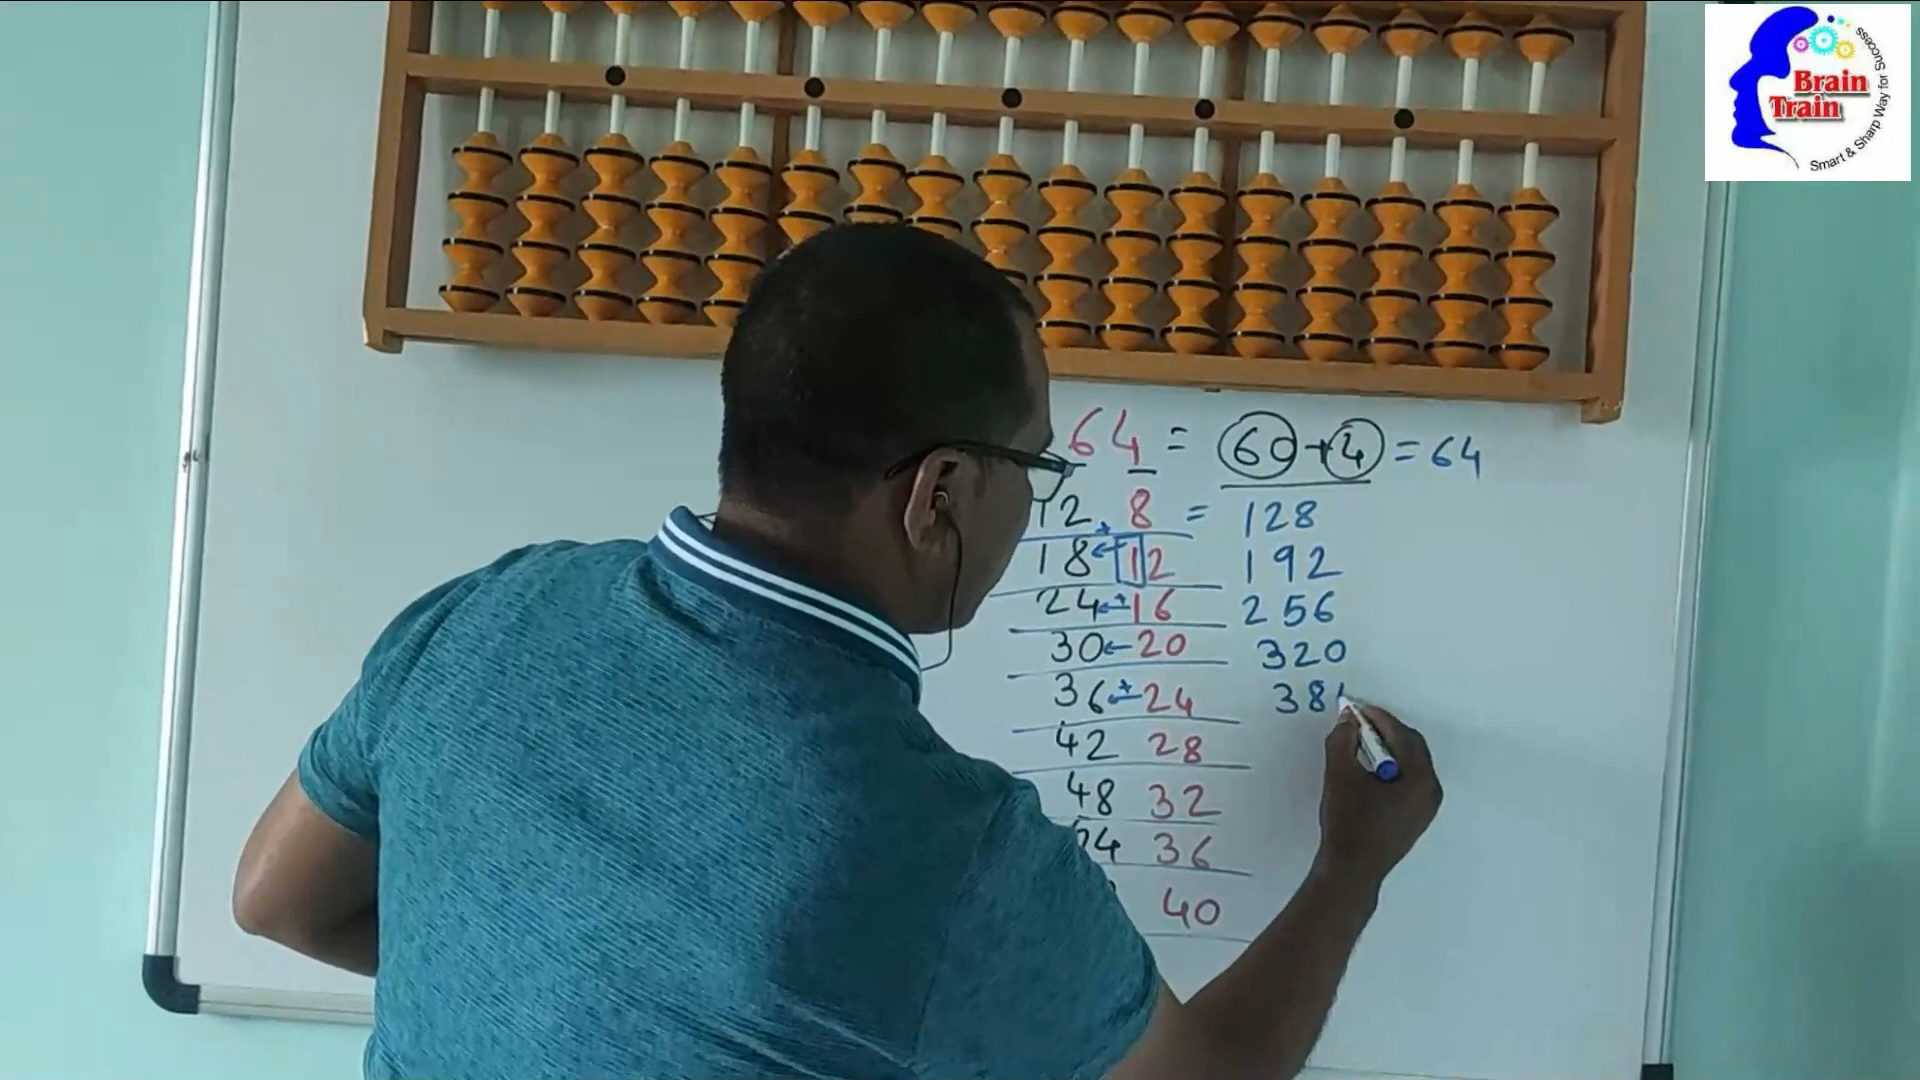 Brain
Train
Smart & Sharp Way for Success
64 = 60 + 4 = 64
12 + 8 = 128
18 ← 12 192
24 ← + 16 256
30 ← 20 320
36 ← + 24 38
42 28
48 32
4 36
40